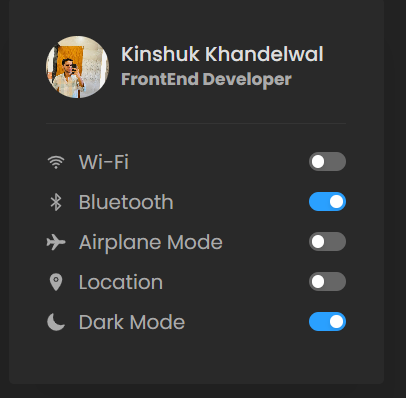 Kinshuk Khandelwal
FrontEnd Developer
Wi-Fi
Bluetooth
Airplane Mode
Location
Dark Mode